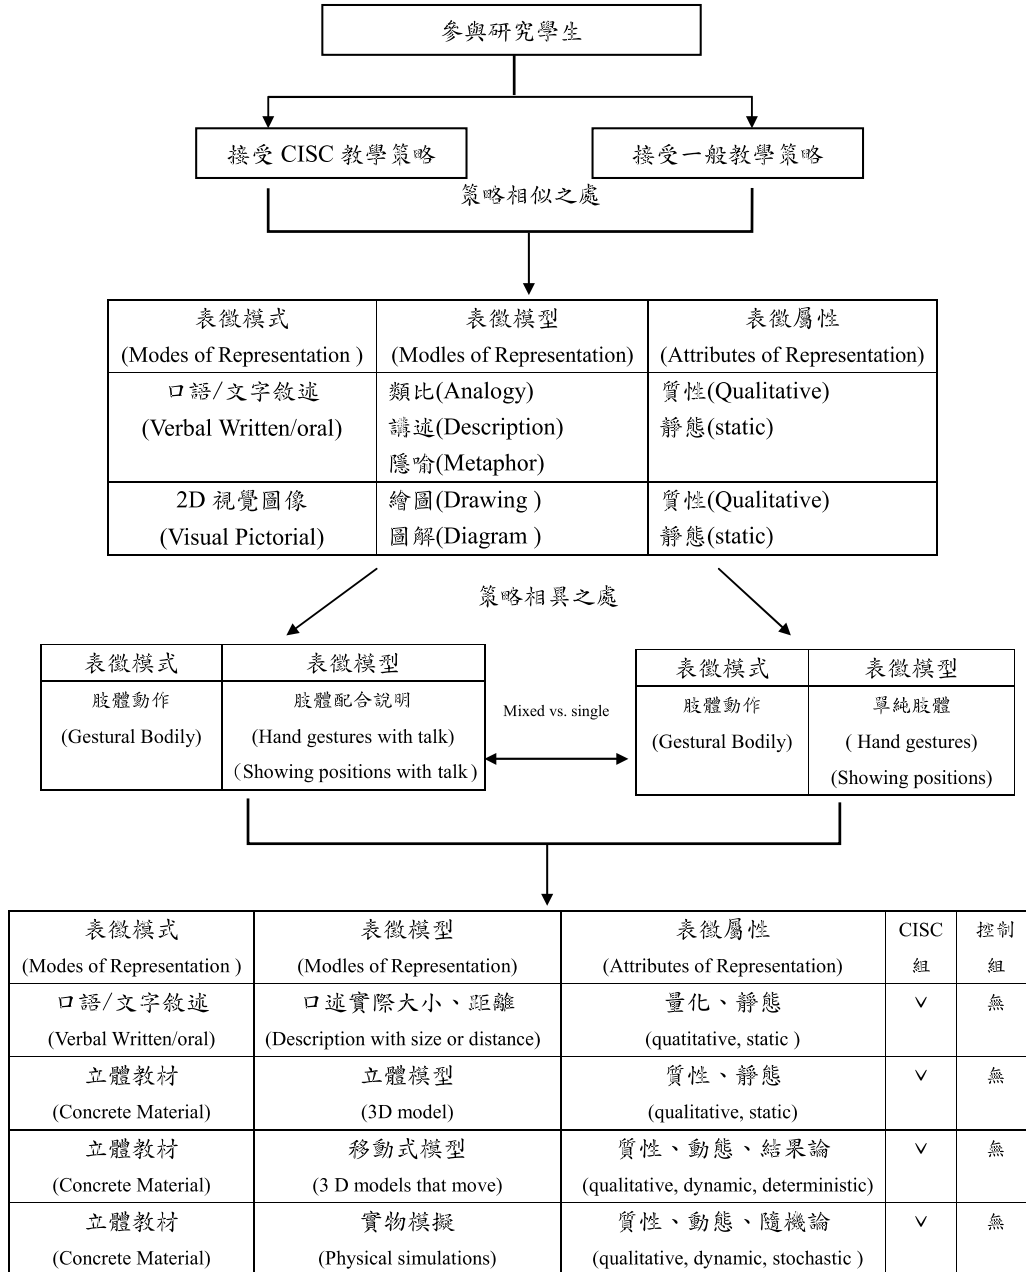 參與研究學生
接受 CISC 教學策略
接受一般教學策略
策略相似之處
表徵模式
(Modes of Representation )
表徵模型
(Modles of Representation)
表徵屬性
(Attributes of Representation)
口語/文字敘述
(Verbal Written/oral)
類比(Analogy)
講述(Description)
隱喻(Metaphor)
質性(Qualitative)
靜態(static)
2D 視覺圖像
(Visual Pictorial)
繪圖(Drawing )
圖解(Diagram )
質性(Qualitative)
靜態(static)
策略相異之處
表徵模式
表徵模型
肢體動作
(Gestural Bodily)
肢體配合說明
(Hand gestures with talk)
（Showing positions with talk）
Mixed vs. single
表徵模式
表徵模型
肢體動作
(Gestural Bodily)
單純肢體
( Hand gestures)
(Showing positions)
表徵模式
(Modes of Representation )
表徵模型
(Modles of Representation)
表徵屬性
(Attributes of Representation)
CISC
組
控制
組
口語/文字敘述
(Verbal Written/oral)
口述實際大小、距離
(Description with size or distance)
量化、靜態
(quatitative, static )
ˇ
無
立體教材
(Concrete Material)
立體模型
(3D model)
質性、靜態
(qualitative, static)
ˇ
無
立體教材
(Concrete Material)
移動式模型
(3 D models that move)
質性、動態、結果論
(qualitative, dynamic, deterministic)
ˇ
無
立體教材
(Concrete Material)
實物模擬
(Physical simulations)
質性、動態、隨機論
(qualitative, dynamic, stochastic )
ˇ
無